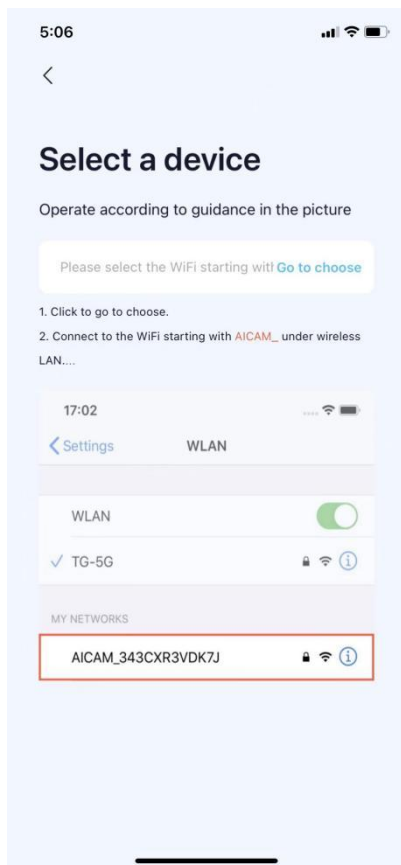 5:06
Select a device
Operate according to guidance in the picture
Please select the WiFi starting with Go to choose
1. Click to go to choose.
2. Connect to the WiFi starting with AICAM_ under wireless
LAN....
17:02
Settings WLAN
WLAN
TG-5G
MY NETWORKS
AICAM_343CXR3VDK7J